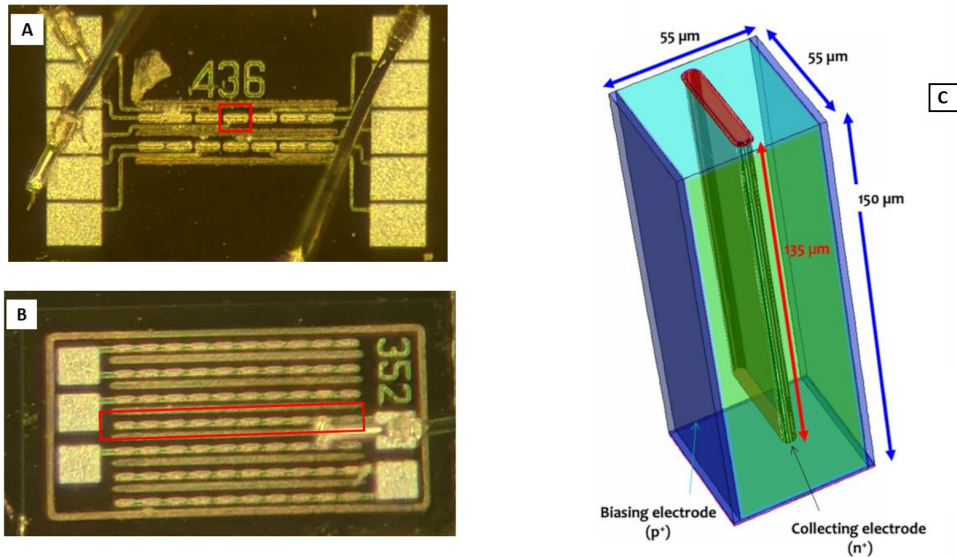 A
436
B
352
C
55 µm
55 µm
150 µm
135 µm
Biasing electrode
(p⁺)
Collecting electrode
(n⁺)